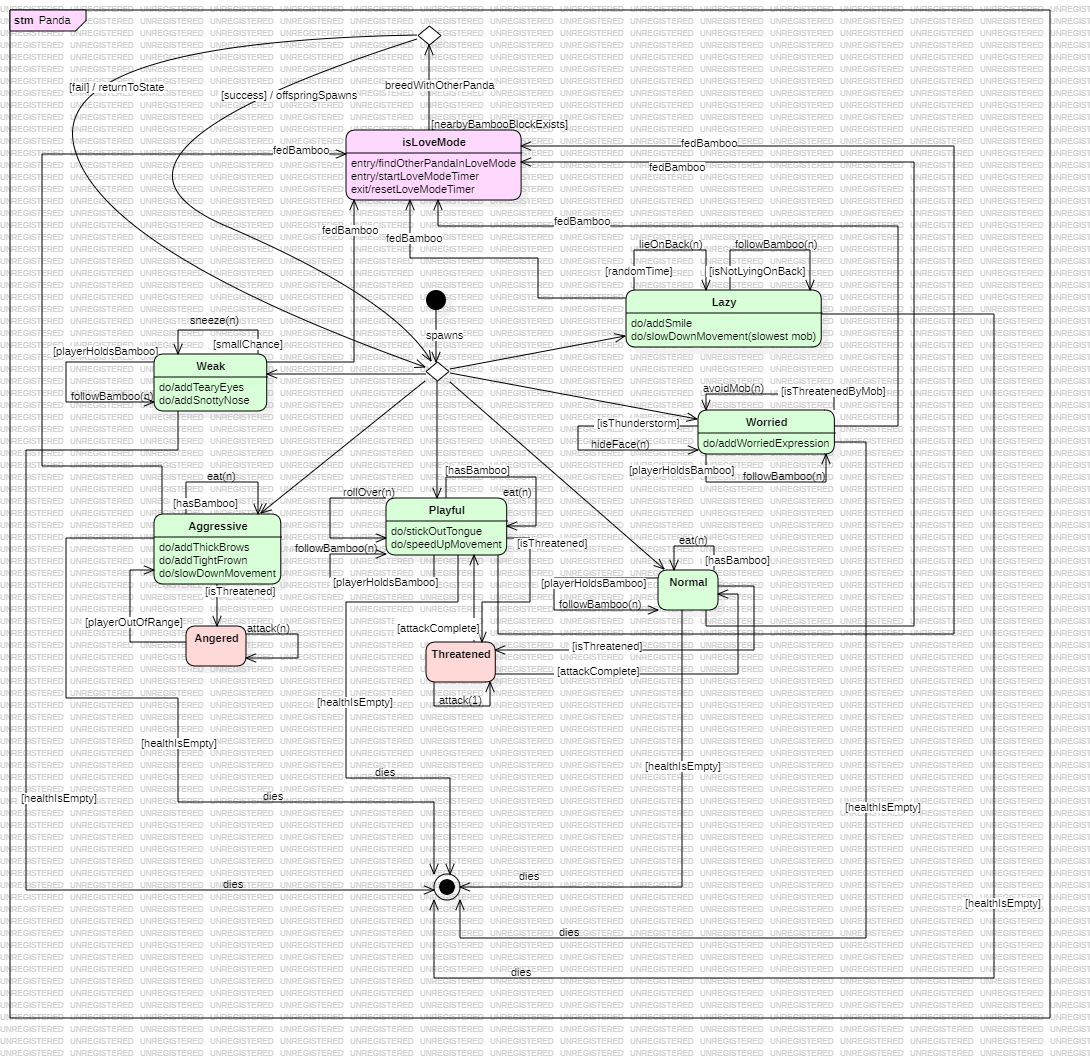 stm Panda
[fail] / returnToState
[success] / offspringSpawns
breedWithOtherPanda
[nearbyBambooBlockExists]
isLoveMode
entry/findOtherPandaInLoveMode
entry/startLoveModeTimer
exit/resetLoveModeTimer
fedBamboo
fedBamboo
fedBamboo
fedBamboo
fedBamboo
fedBamboo
lieOnBack(n)
followBamboo(n)
[randomTime]
[isNotLyingOnBack]
Lazy
do/addSmile
do/slowDownMovement(slowest mob)
spawns
sneeze(n)
[smallChance]
[playerHoldsBamboo]
Weak
do/addTearyEyes
do/addSnottyNose
followBamboo(n)
avoidMob(n)
[isThreatenedByMob]
[isThunderstorm]
Worried
do/addWorriedExpression
hideFace(n)
[playerHoldsBamboo]
followBamboo(n)
eat(n)
[hasBamboo]
Aggressive
do/addThickBrows
do/addTightFrown
do/slowDownMovement
[isThreatened]
[playerOutOfRange]
Angered
attack(n)
[hasBamboo]
rollOver(n)
eat(n)
Playful
do/stickOutTongue
do/speedUpMovement
[isThreatened]
followBamboo(n)
[playerHoldsBamboo]
eat(n)
[hasBamboo]
[playerHoldsBamboo]
Normal
followBamboo(n)
[attackComplete]
Threatened
[isThreatened]
[attackComplete]
attack(1)
[healthIsEmpty]
[healthIsEmpty]
[healthIsEmpty]
dies
dies
[healthIsEmpty]
[healthIsEmpty]
dies
dies
[healthIsEmpty]
dies
dies
UNREGISTERED